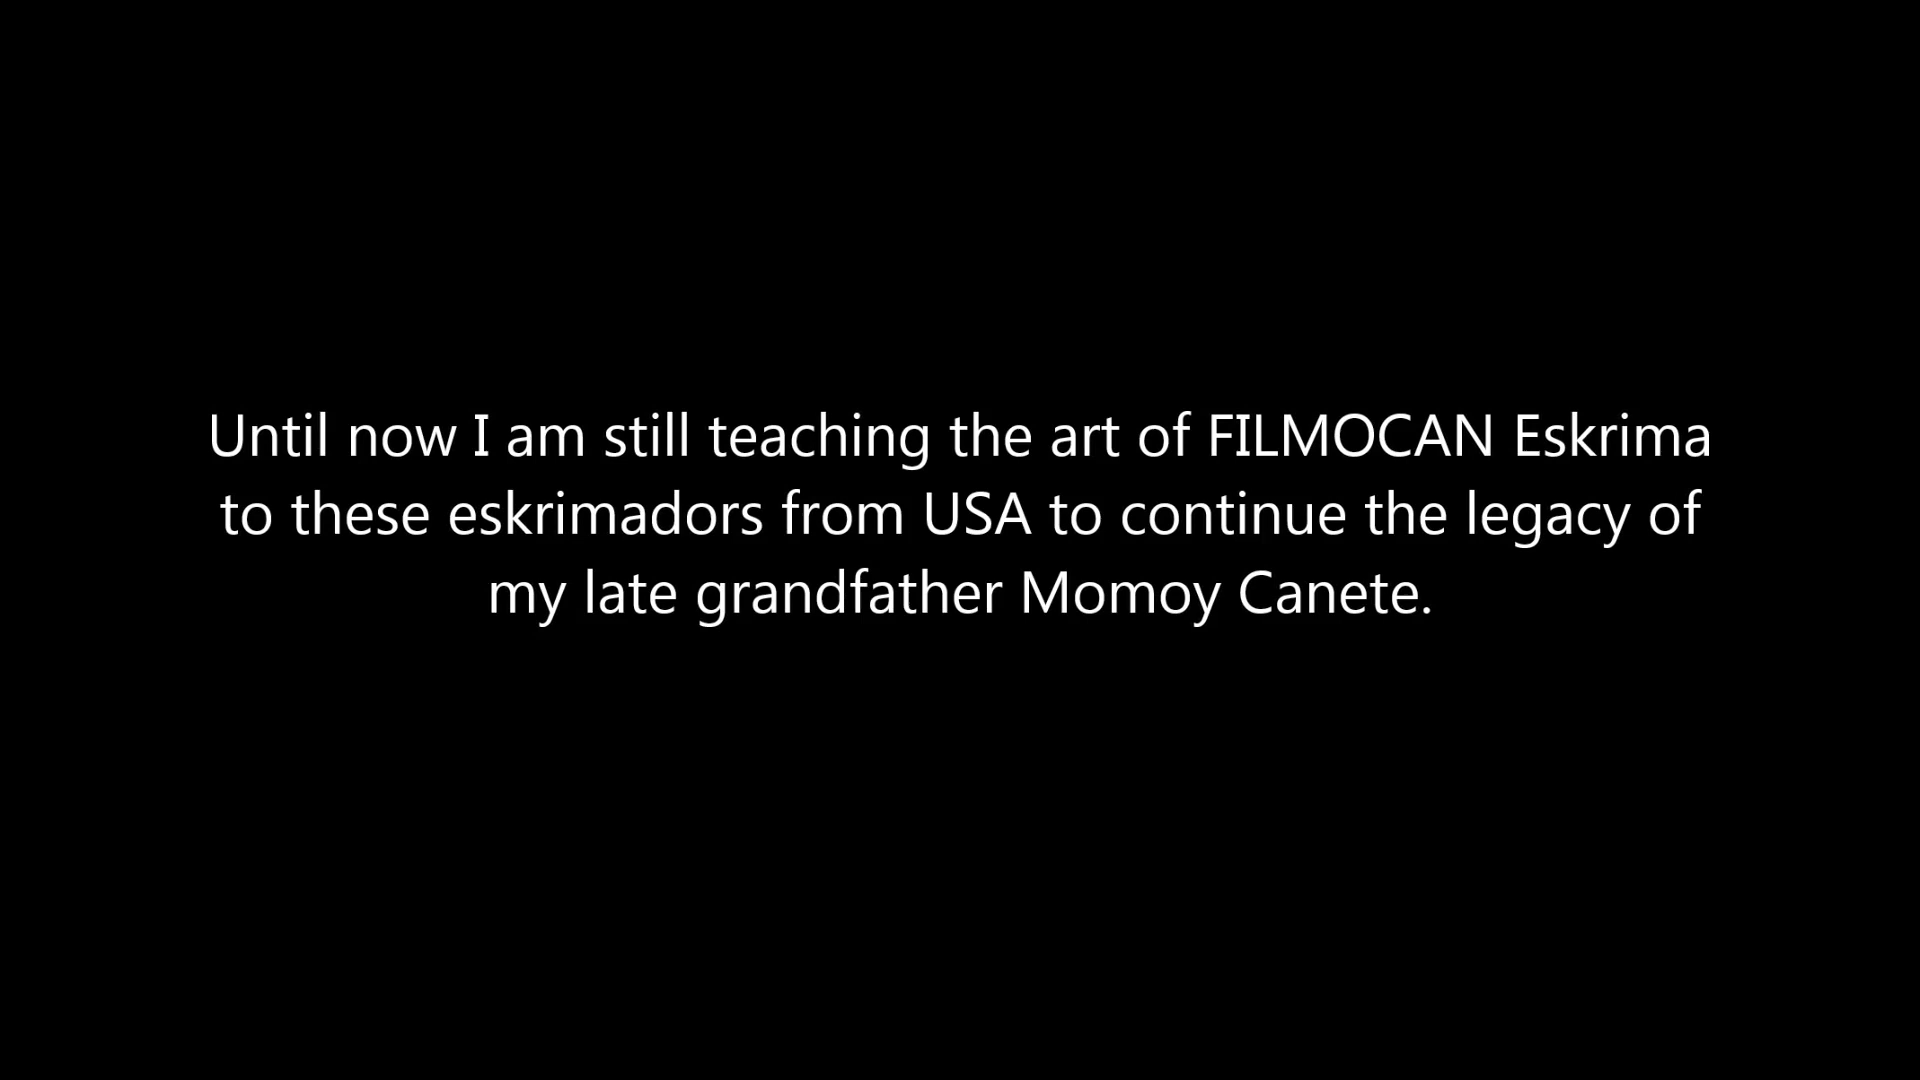 Until now I am still teaching the art of FILMOCAN Eskrima
to these eskrimadors from USA to continue the legacy of
my late grandfather Momoy Canete.